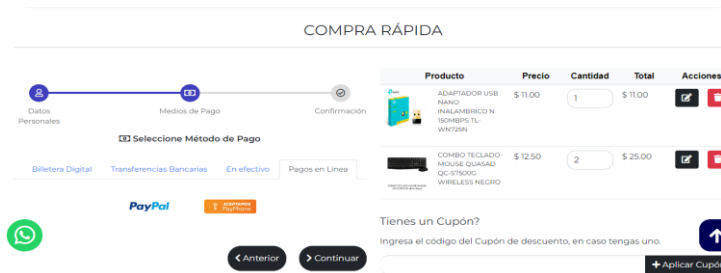 COMPRA RÁPIDA
Datos Personales
Medios de Pago
Confirmación
Seleccione Método de Pago
Billetera Digital Transferencias Bancarias En efectivo Pagos en Línea
PayPal
PayPhone
Anterior
Continuar
Producto Precio Cantidad Total Acciones
ADAPTADOR USB $ 11.00 1 $ 11.00
NANO
INALAMBRICO N
150MBPS TL-
WN725N
COMBO TECLADO- $ 12.50 2 $ 25.00
MOUSE QUASAD
QC-S7500G
WIRELESS NEGRO
Tienes un Cupón?
Ingresa el código del Cupón de descuento, en caso tengas uno.
+ Aplicar Cupón